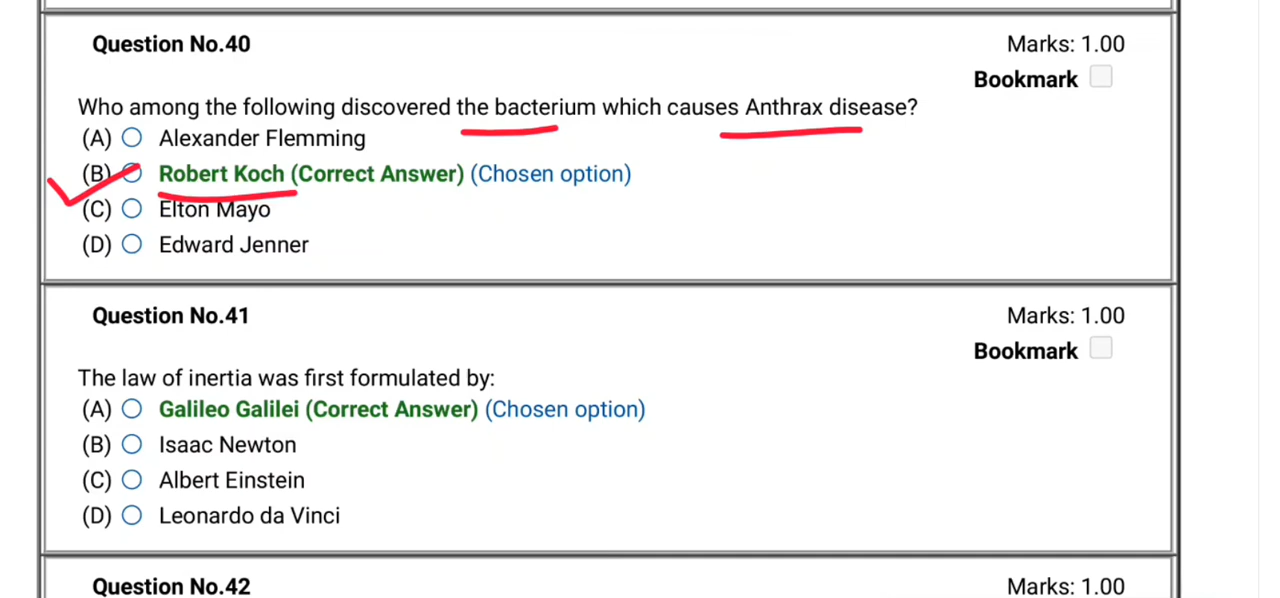 Question No.40 Marks: 1.00
Bookmark
Who among the following discovered the bacterium which causes Anthrax disease?
(A) Alexander Flemming
(B) Robert Koch (Correct Answer) (Chosen option)
(C) Elton Mayo
(D) Edward Jenner
Question No.41 Marks: 1.00
Bookmark
The law of inertia was first formulated by:
(A) Galileo Galilei (Correct Answer) (Chosen option)
(B) Isaac Newton
(C) Albert Einstein
(D) Leonardo da Vinci
Question No.42 Marks: 1.00